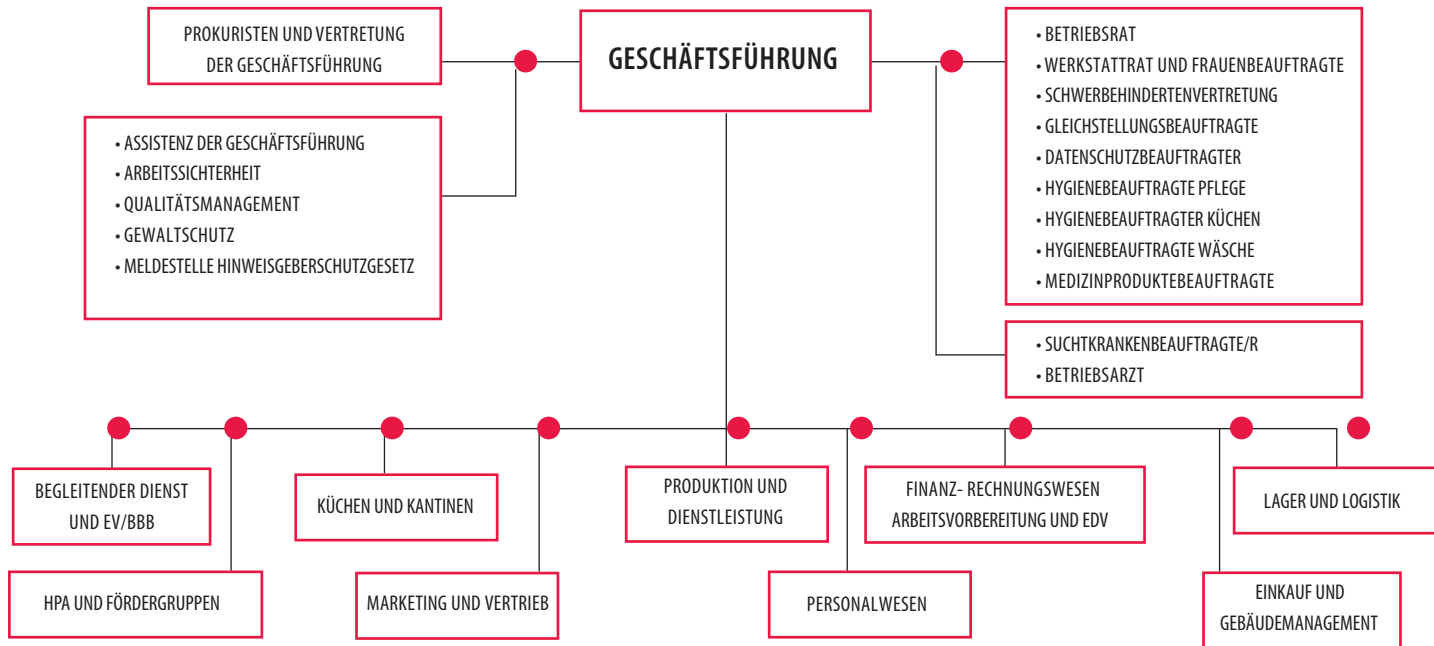 PROKURISTEN UND VERTRETUNG
DER GESCHÄFTSFÜHRUNG
GESCHÄFTSFÜHRUNG
• BETRIEBSRAT
• WERKSTATTRAT UND FRAUENBEAUFTRAGTE
• SCHWERBEHINDERTENVERTRETUNG
• GLEICHSTELLUNGSBEAUFTRAGTE
• DATENSCHUTZBEAUFTRAGTER
• HYGIENEBEAUFTRAGTE PFLEGE
• HYGIENEBEAUFTRAGTER KÜCHEN
• HYGIENEBEAUFTRAGTE WÄSCHE
• MEDIZINPRODUKTEBEAUFTRAGTE
• ASSISTENZ DER GESCHÄFTSFÜHRUNG
• ARBEITSSICHTERHEIT
• QUALITÄTSMANAGEMENT
• GEWALTSCHUTZ
• MELDESTELLE HINWEISGEBERSCHUTZGESETZ
• SUCHTKRANKENBEAUFTRAGTE/R
• BETRIEBSARZT
BEGLEITENDER DIENST
UND EV/BBB
KÜCHEN UND KANTINEN
PRODUKTION UND
DIENSTLEISTUNG
FINANZ- RECHNUNGSWESEN
ARBEITSVORBEREITUNG UND EDV
LAGER UND LOGISTIK
HPA UND FÖRDERGRUPPEN
MARKETING UND VERTRIEB
PERSONALWESEN
EINKAUF UND
GEBÄUDEMANAGEMENT